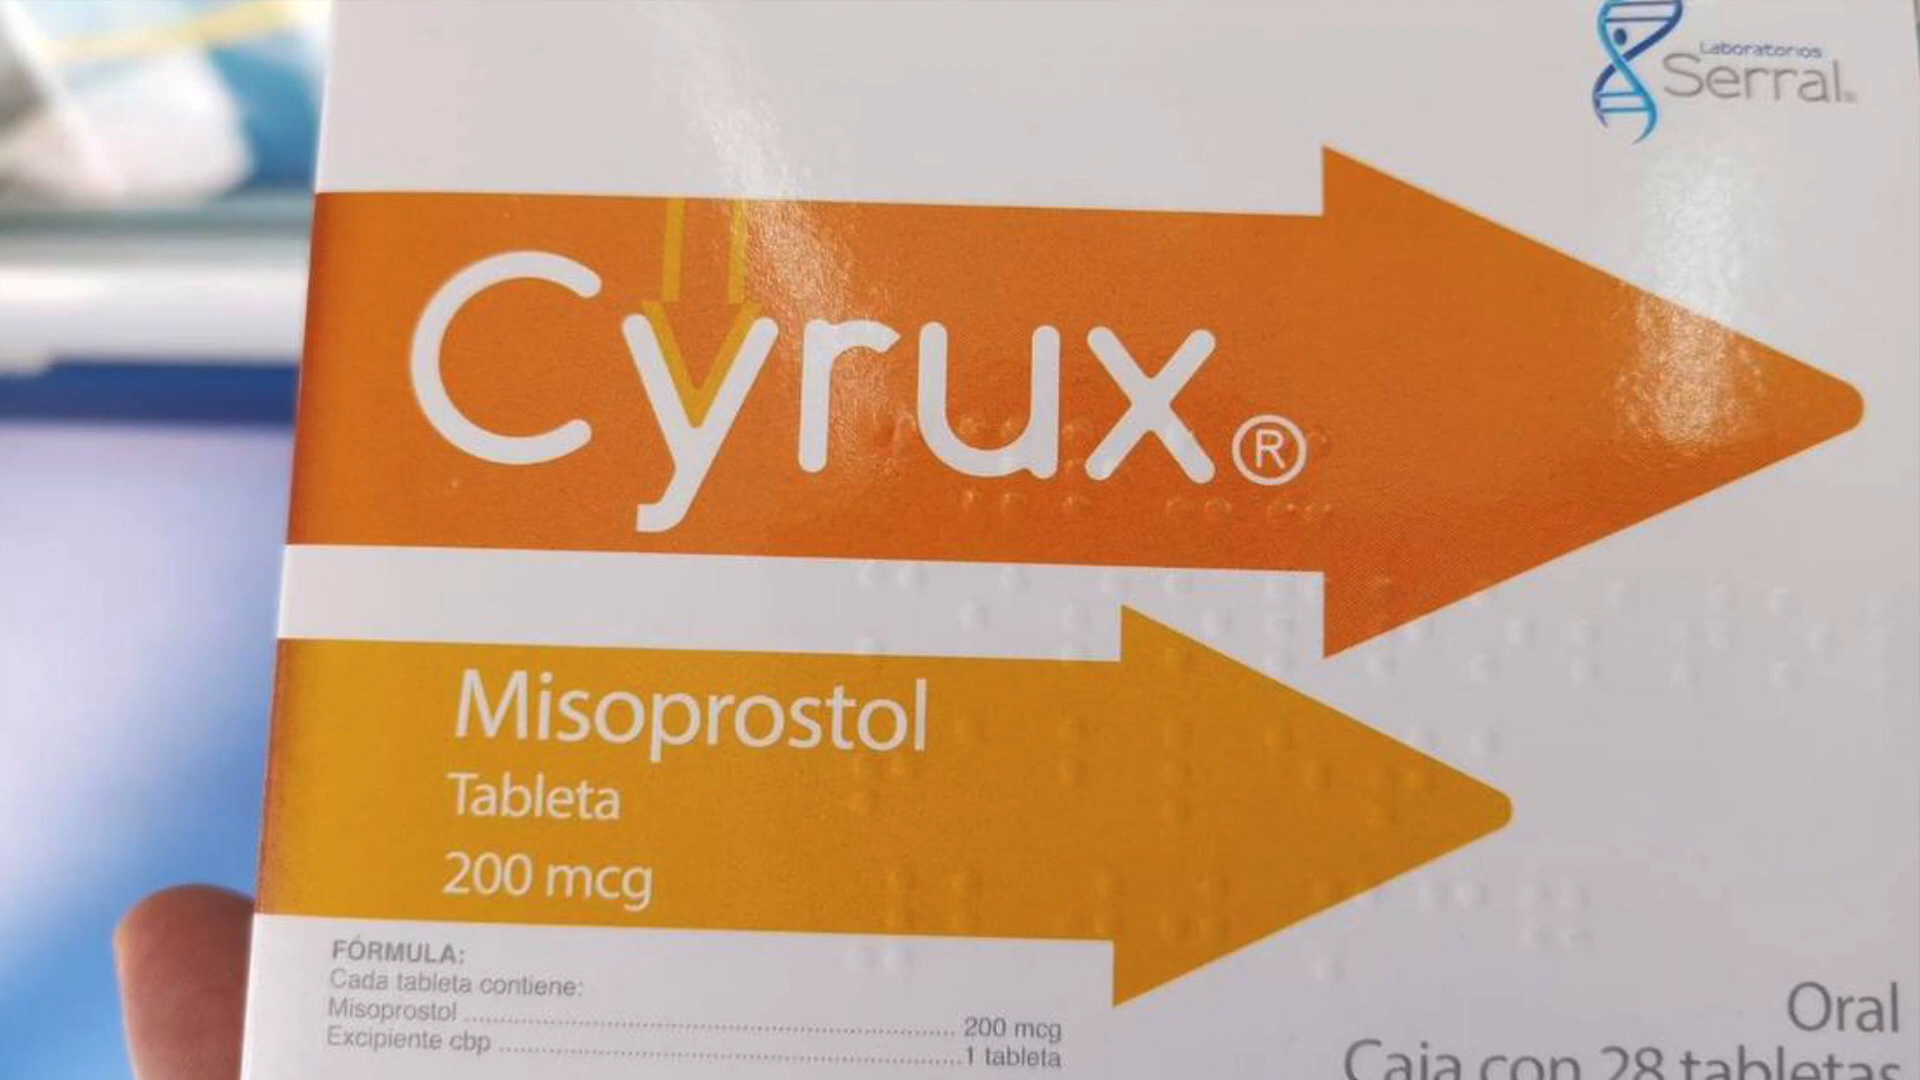 Laboratorios
Serral®
Cyrux®
Misoprostol
Tableta
200 mcg
FÓRMULA:
Cada tableta contiene:
Misoprostol ........................ 200 mcg
Excipiente cbp ........................ 1 tableta
Oral
Caja con 28 tabletas